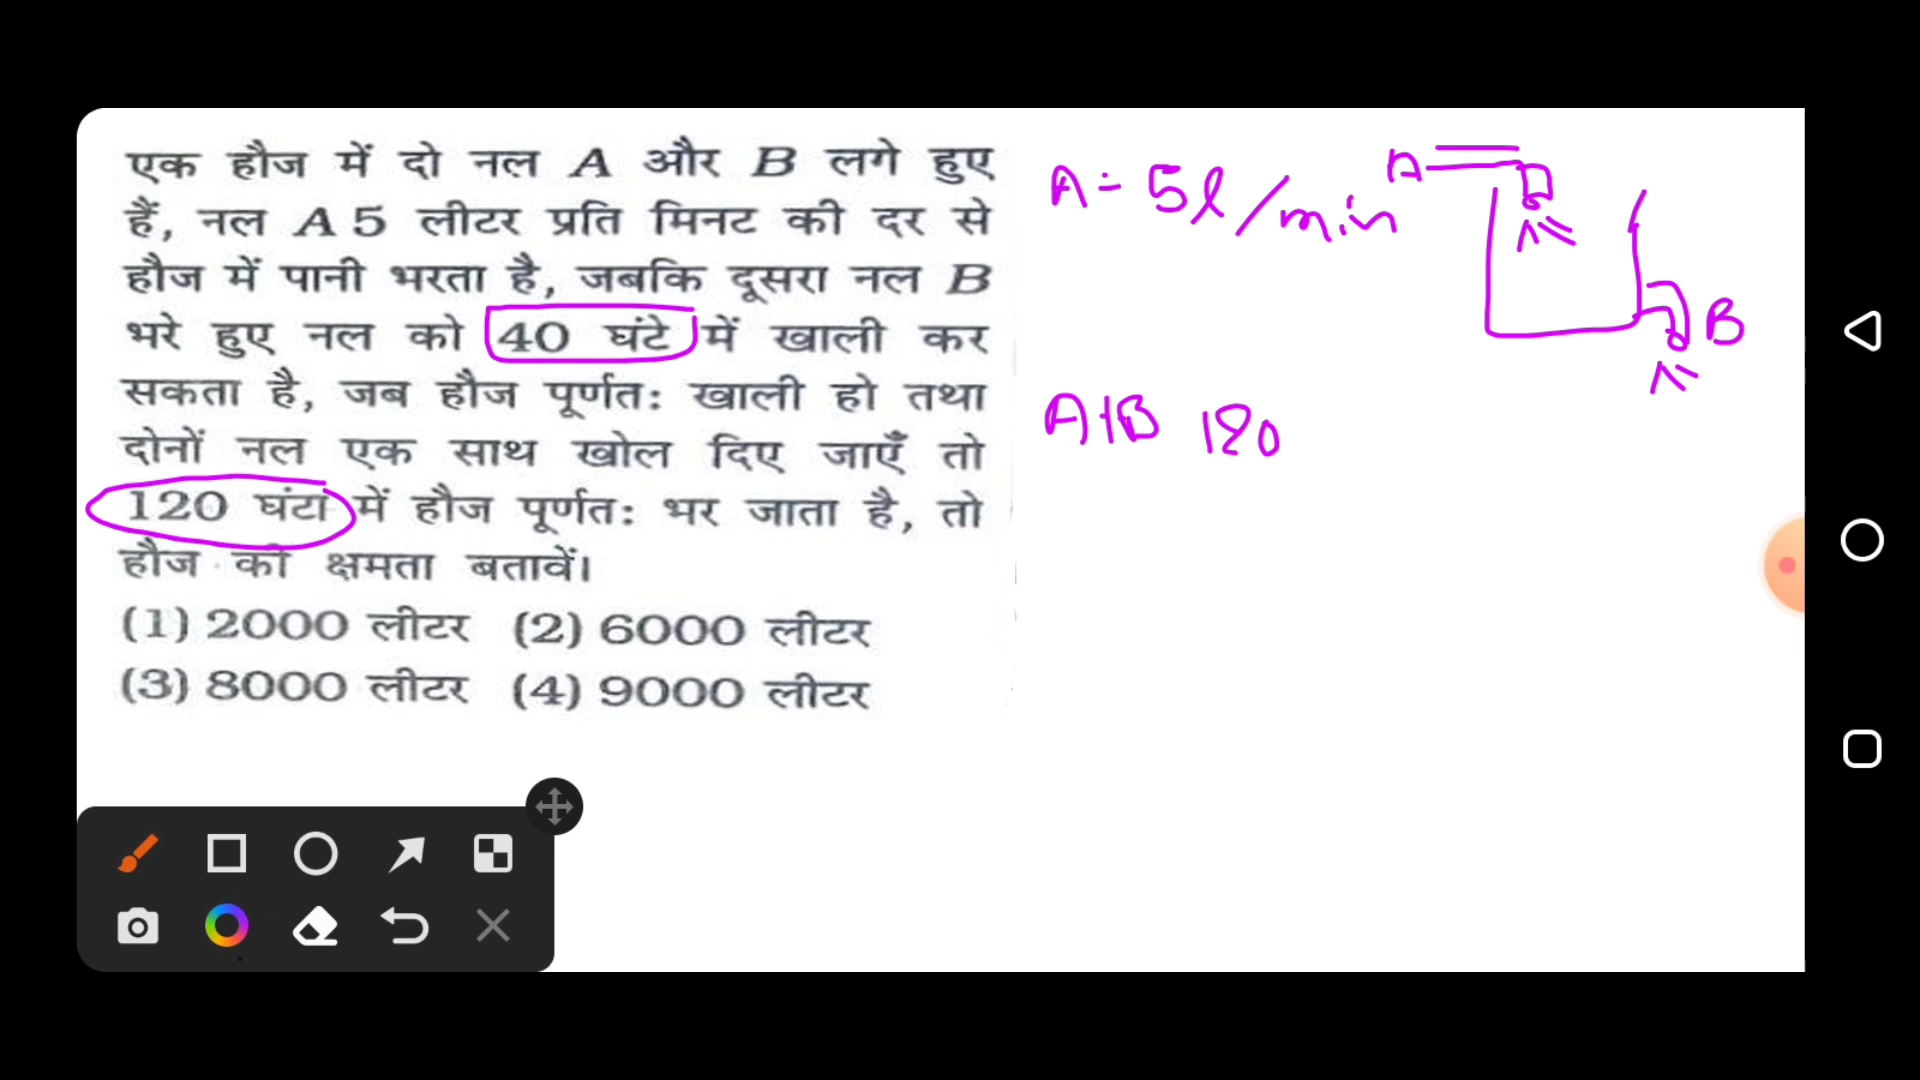 एक हौज में दो नल A और B लगे हुए
हैं, नल A 5 लीटर प्रति मिनट की दर से
हौज में पानी भरता है, जबकि दूसरा नल B
भरे हुए नल को 40 घंटे में खाली कर
सकता है, जब हौज पूर्णतः खाली हो तथा
दोनों नल एक साथ खोल दिए जाएँ तो
120 घंटा में हौज पूर्णतः भर जाता है, तो
हौज की क्षमता बतावें।
(1) 2000 लीटर (2) 6000 लीटर
(3) 8000 लीटर (4) 9000 लीटर
A = 5l/min
A
B
A+B 120